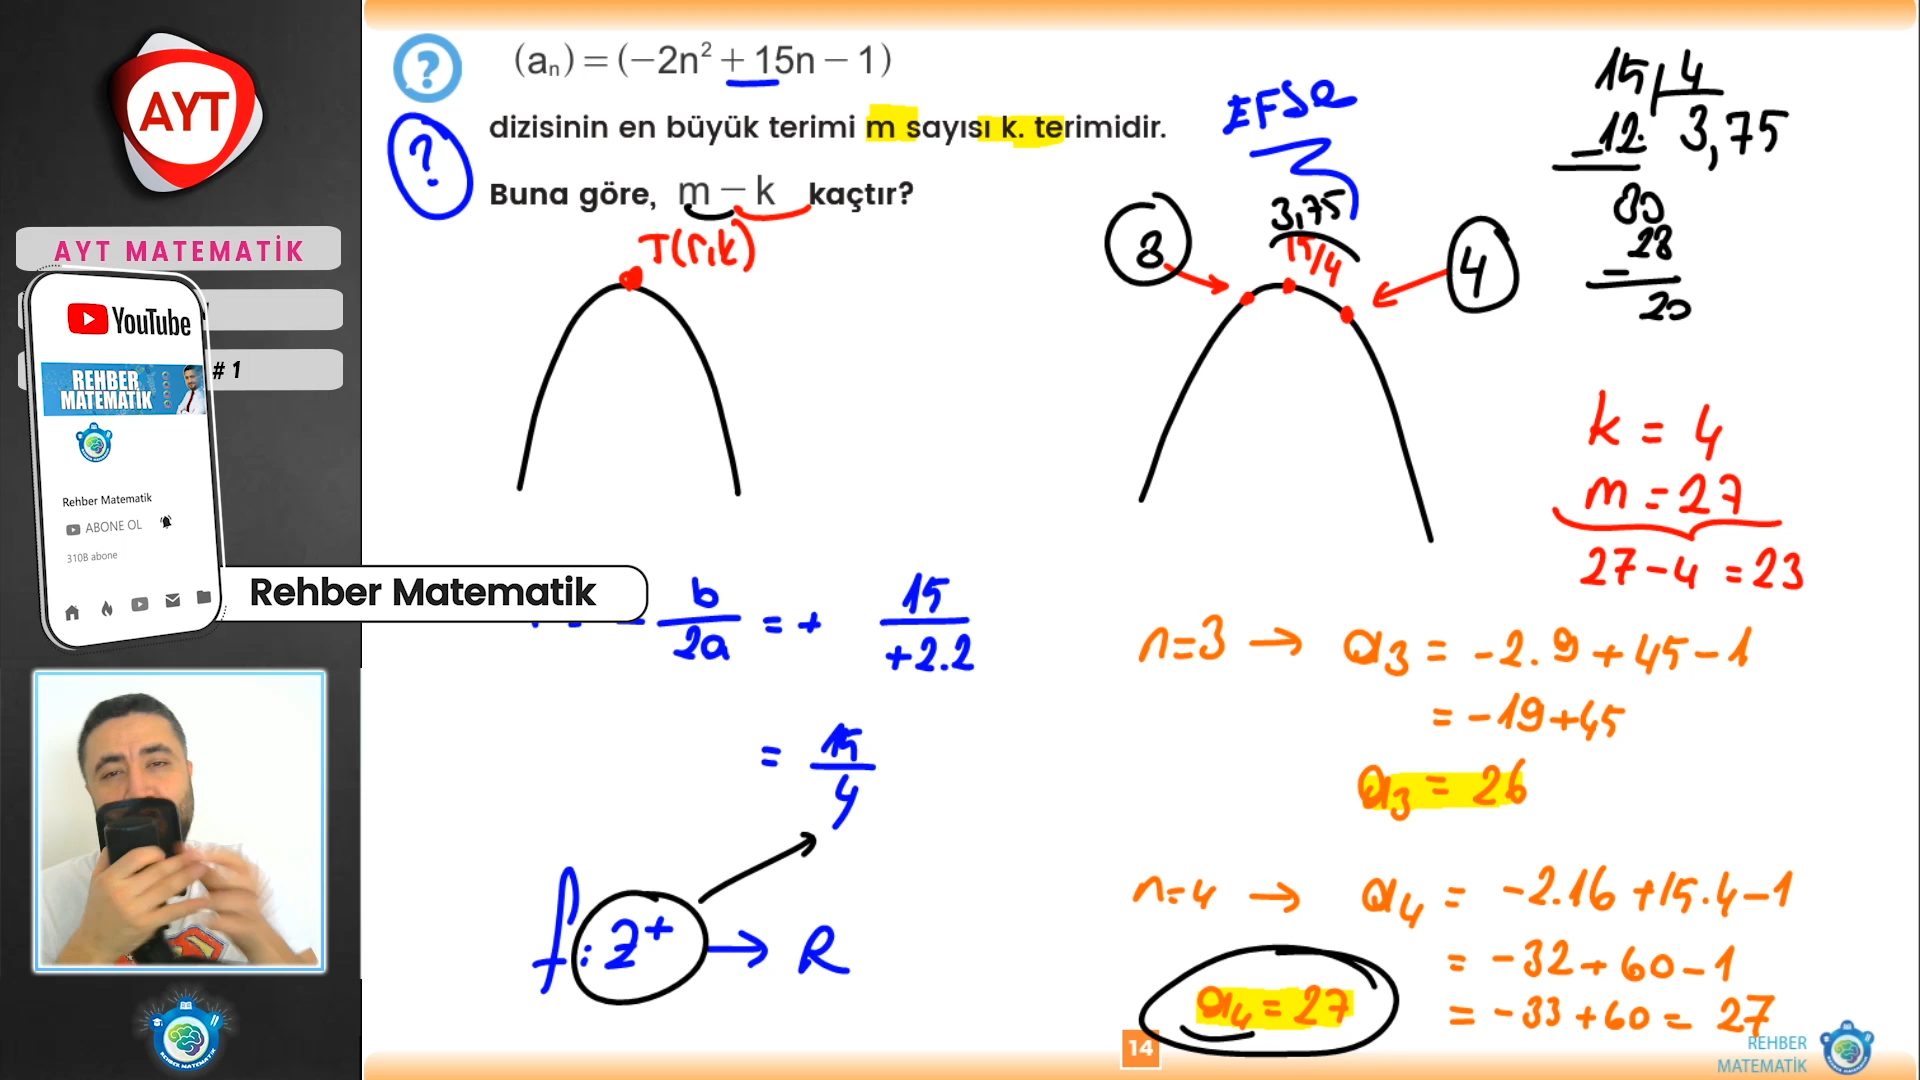 AYT
AYT MATEMATİK
# 1
YouTube
REHBER
MATEMATİK
Rehber Matematik
ABONE OL
310B abone
Rehber Matematik
(aₙ) = (−2n² + 15n − 1)
dizisinin en büyük terimi m sayısı k. terimidir.
Buna göre, m − k kaçtır?
?
T(r,k)
b/2a = + 15/+2.2
= 15/4
f: Z⁺ → R
EFSR
3,75
15/4
3
4
15 | 4
−12. 3,75
30
− 28
20
k = 4
m = 27
27 − 4 = 23
n=3 → a₃ = −2.9 + 45 − 1
= −19 + 45
a₃ = 26
n=4 → a₄ = −2.16 + 15.4 − 1
= −32 + 60 − 1
= −33 + 60 = 27
a₄ = 27
14
REHBER
MATEMATİK